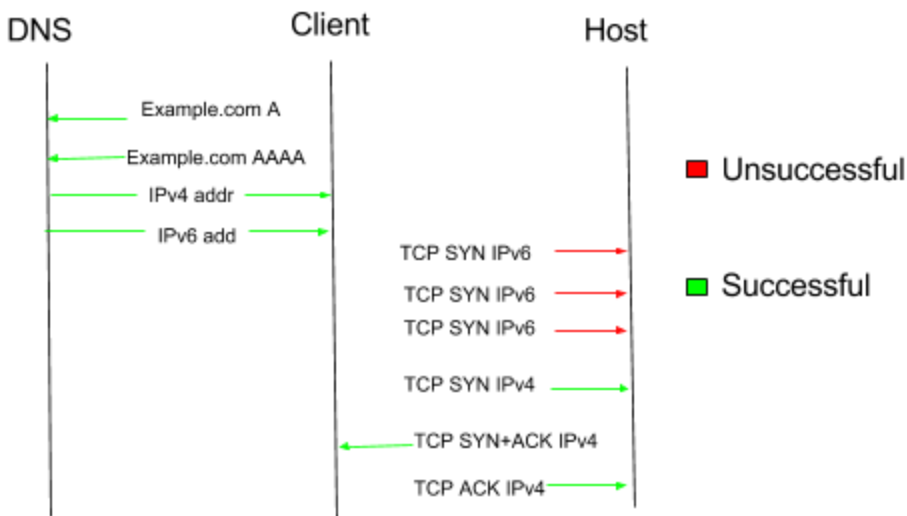 DNS
Client
Host
Example.com A
Example.com AAAA
IPv4 addr
IPv6 add
TCP SYN IPv6
TCP SYN IPv6
TCP SYN IPv6
TCP SYN IPv4
TCP SYN+ACK IPv4
TCP ACK IPv4
Unsuccessful
Successful